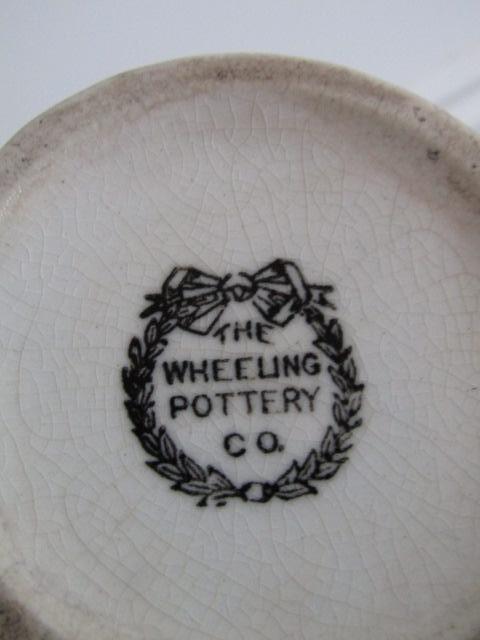 THE
WHEELING
POTTERY
CO.